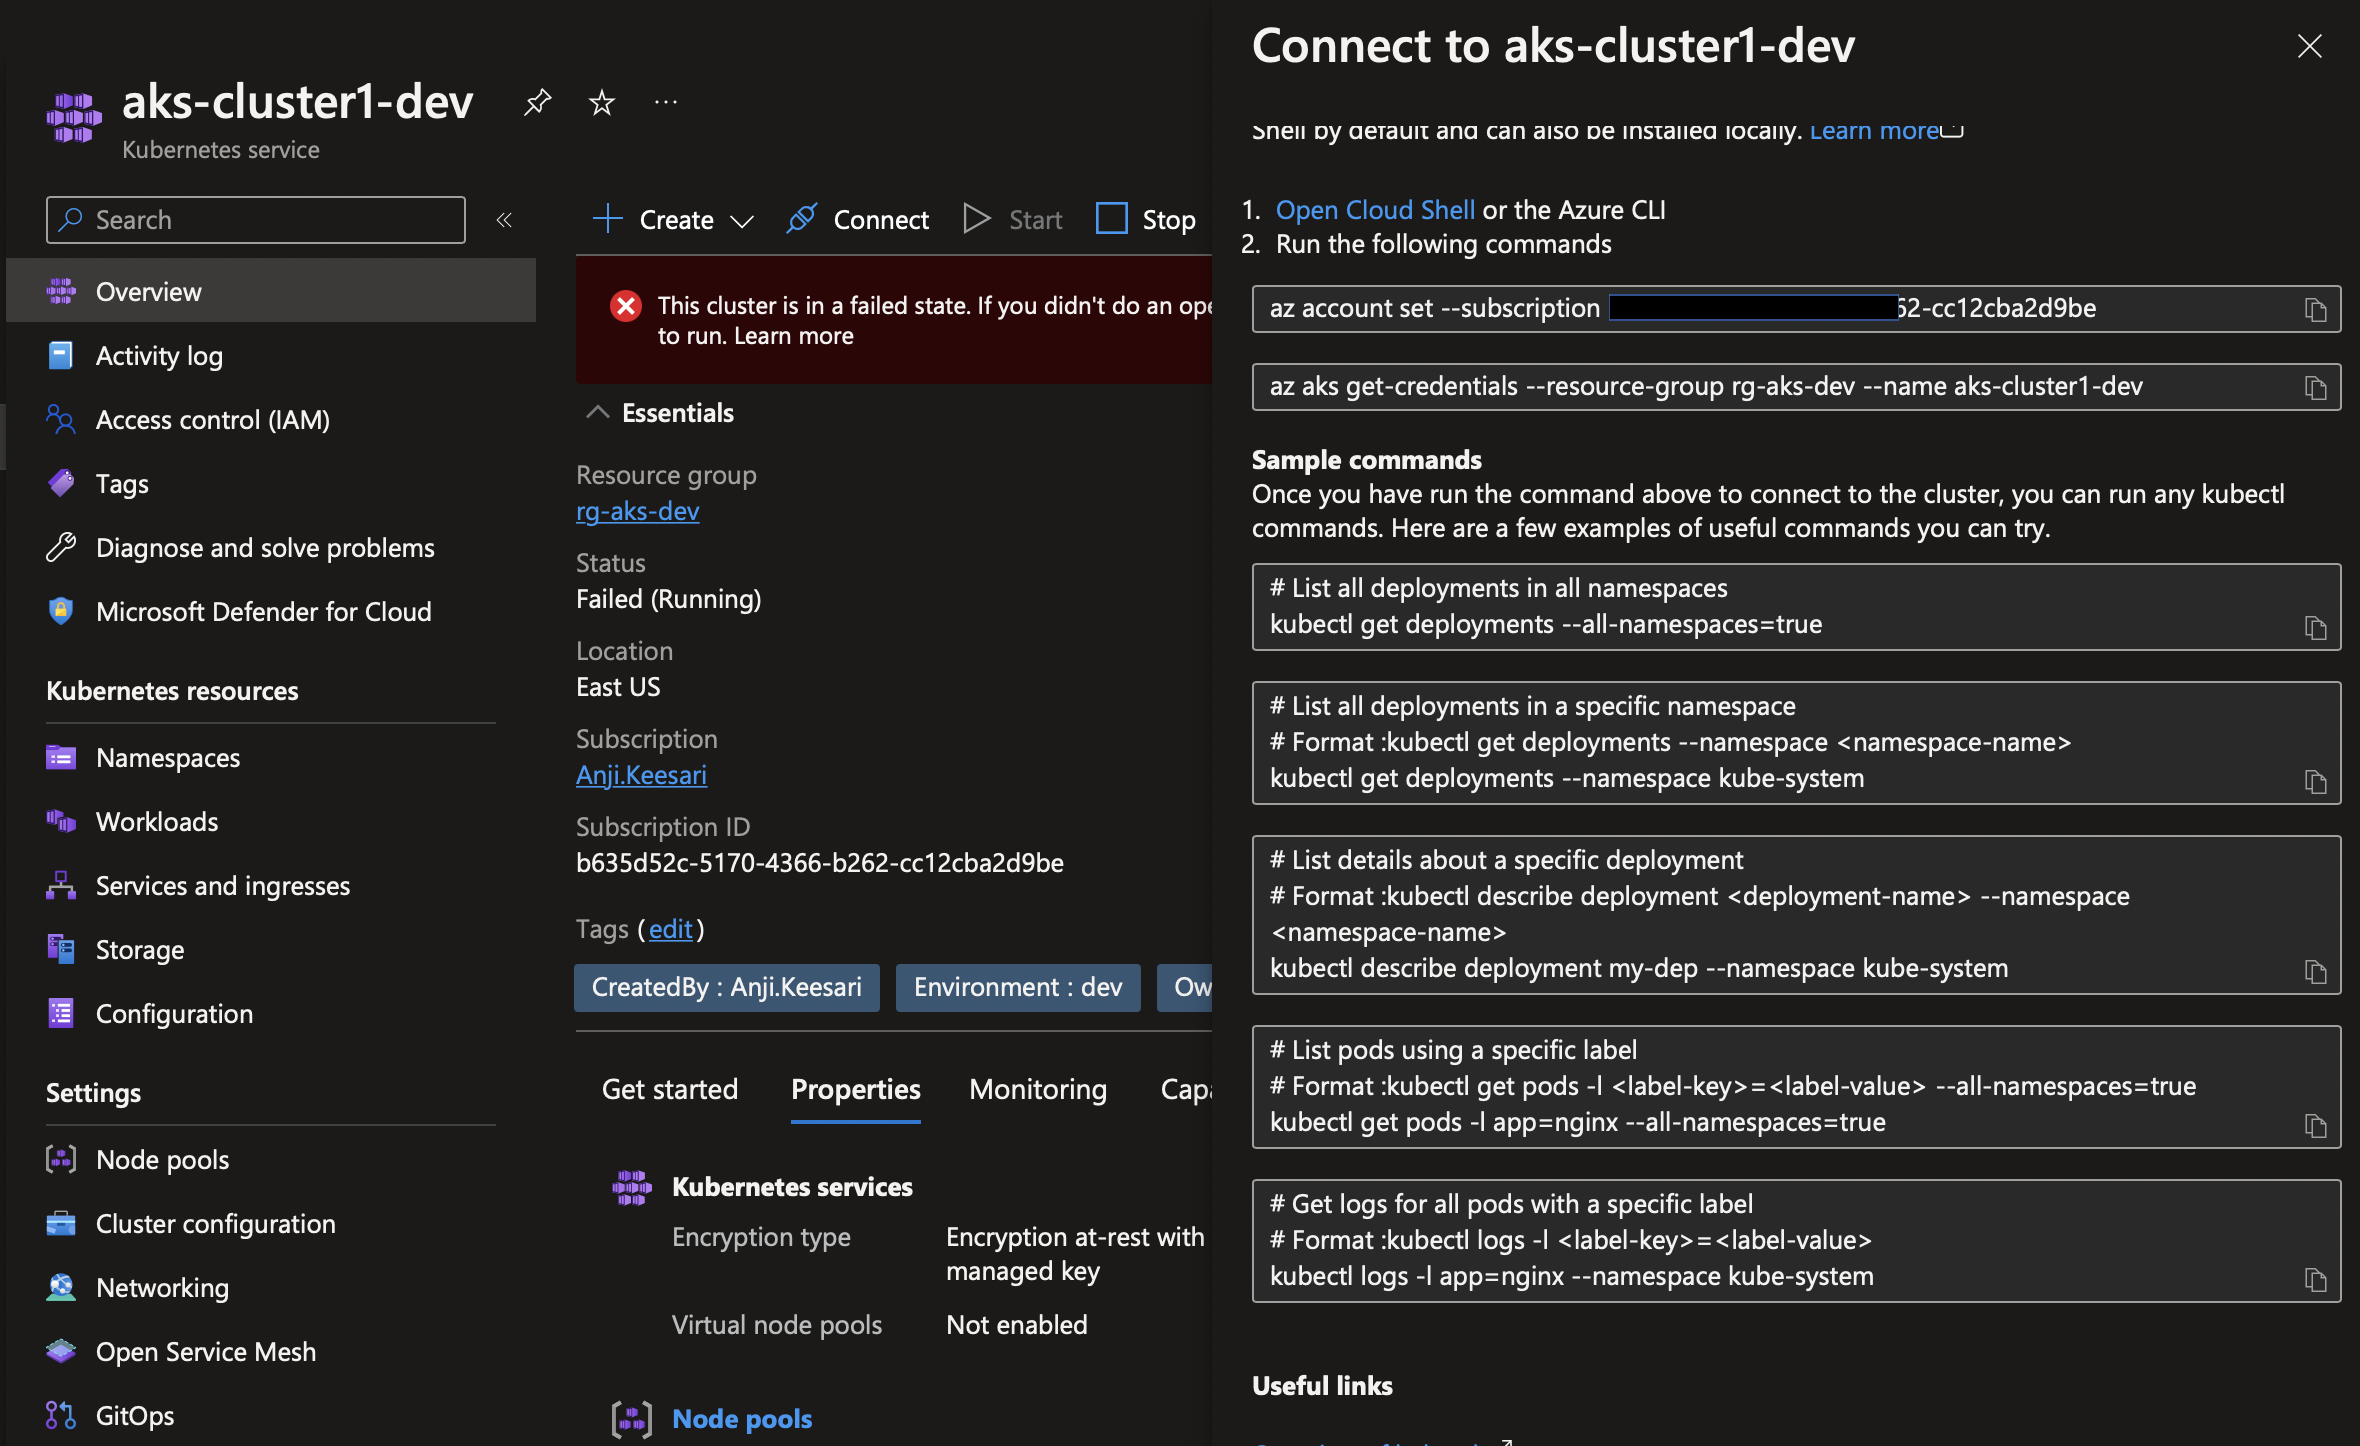 aks-cluster1-dev
Kubernetes service
Search
Overview
Activity log
Access control (IAM)
Tags
Diagnose and solve problems
Microsoft Defender for Cloud
Kubernetes resources
Namespaces
Workloads
Services and ingresses
Storage
Configuration
Settings
Node pools
Cluster configuration
Networking
Open Service Mesh
GitOps
Create
Connect
Start
Stop
This cluster is in a failed state. If you didn't do an ope
to run. Learn more
Essentials
Resource group
rg-aks-dev
Status
Failed (Running)
Location
East US
Subscription
Anji.Keesari
Subscription ID
b635d52c-5170-4366-b262-cc12cba2d9be
Tags (edit)
CreatedBy : Anji.Keesari
Environment : dev
Ow
Get started
Properties
Monitoring
Capa
Kubernetes services
Encryption type
Encryption at-rest with
managed key
Virtual node pools
Not enabled
Node pools
Connect to aks-cluster1-dev
Shell by default and can also be installed locally. Learn more
1. Open Cloud Shell or the Azure CLI
2. Run the following commands
az account set --subscription 62-cc12cba2d9be
az aks get-credentials --resource-group rg-aks-dev --name aks-cluster1-dev
Sample commands
Once you have run the command above to connect to the cluster, you can run any kubectl
commands. Here are a few examples of useful commands you can try.
# List all deployments in all namespaces
kubectl get deployments --all-namespaces=true
# List all deployments in a specific namespace
# Format :kubectl get deployments --namespace <namespace-name>
kubectl get deployments --namespace kube-system
# List details about a specific deployment
# Format :kubectl describe deployment <deployment-name> --namespace
<namespace-name>
kubectl describe deployment my-dep --namespace kube-system
# List pods using a specific label
# Format :kubectl get pods -l <label-key>=<label-value> --all-namespaces=true
kubectl get pods -l app=nginx --all-namespaces=true
# Get logs for all pods with a specific label
# Format :kubectl logs -l <label-key>=<label-value>
kubectl logs -l app=nginx --namespace kube-system
Useful links